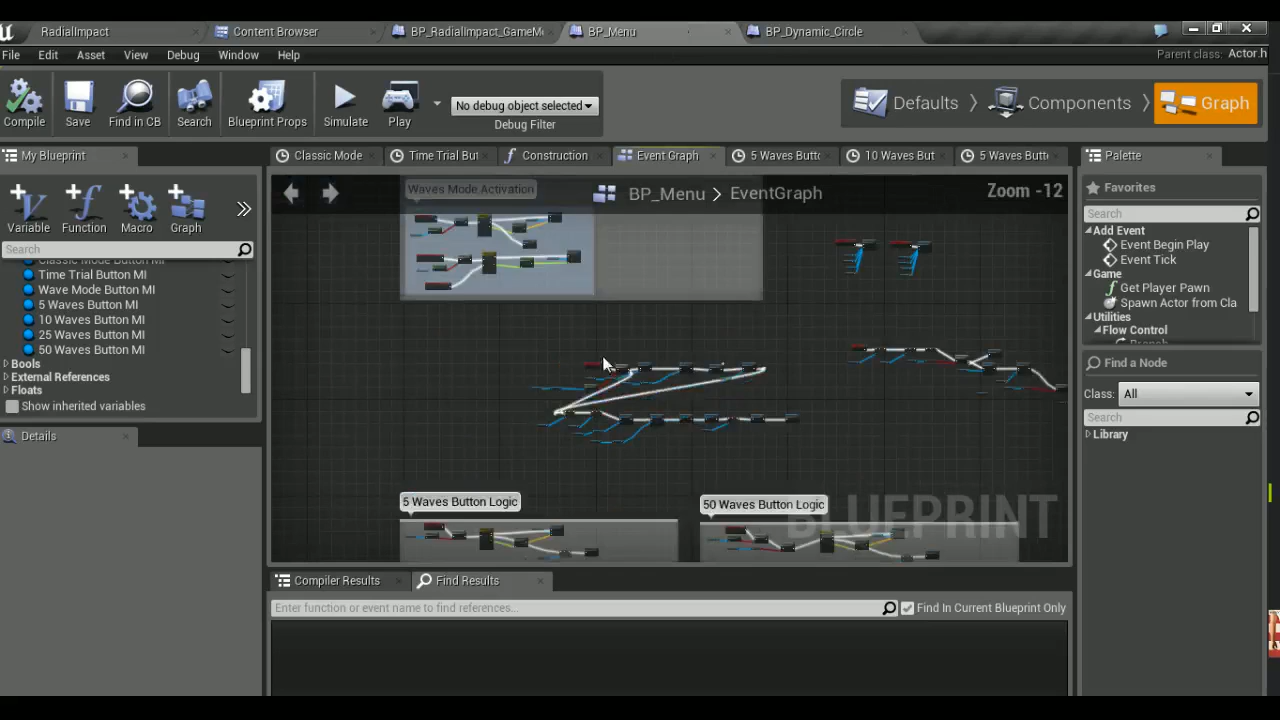 RadialImpact
Content Browser
BP_RadialImpact_GameM
BP_Menu
BP_Dynamic_Circle
File Edit Asset View Window Help
Parent class: Actor.h
Compile
Save
Find in CB
Search
Blueprint Props
Simulate
Play
No debug object selected
Debug Filter
Defaults
Components
Graph
My Blueprint
Classic Mode
Time Trial But
Construction
Event Graph
5 Waves Butt
10 Waves But
5 Waves Butt
Palette
Variable
Function
Macro
Graph
Search
Classic Mode Button MI
Time Trial Button MI
Wave Mode Button MI
5 Waves Button MI
10 Waves Button MI
25 Waves Button MI
50 Waves Button MI
Bools
External References
Floats
Show inherited variables
Details
Waves Mode Activation
BP_Menu > EventGraph
Zoom -12
5 Waves Button Logic
50 Waves Button Logic
BLUEPRINT
Compiler Results
Find Results
Enter function or event name to find references...
Find In Current Blueprint Only
Favorites
Search
Add Event
Event Begin Play
Event Tick
Game
Get Player Pawn
Spawn Actor from Cla
Utilities
Flow Control
Branch
Find a Node
Class: All
Search
Library